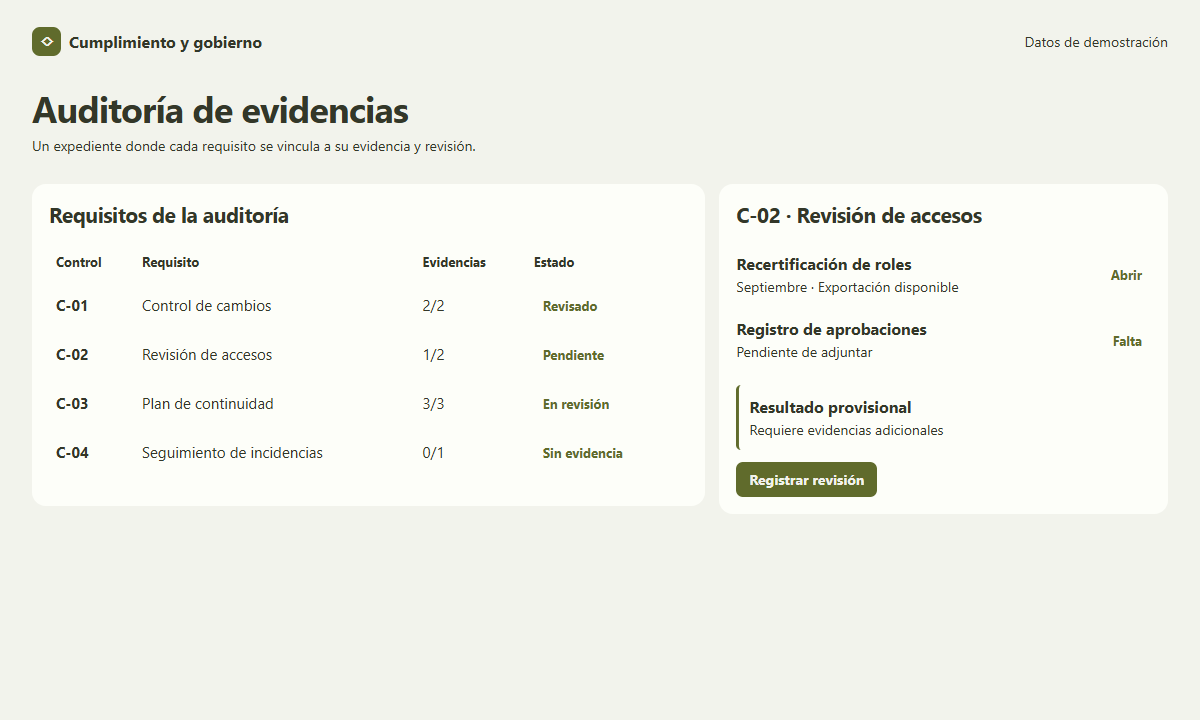 Cumplimiento y gobierno
Datos de demostración
Auditoría de evidencias
Un expediente donde cada requisito se vincula a su evidencia y revisión.
Requisitos de la auditoría
Control Requisito Evidencias Estado
C-01 Control de cambios 2/2 Revisado
C-02 Revisión de accesos 1/2 Pendiente
C-03 Plan de continuidad 3/3 En revisión
C-04 Seguimiento de incidencias 0/1 Sin evidencia
C-02 · Revisión de accesos
Recertificación de roles
Septiembre · Exportación disponible
Abrir
Registro de aprobaciones
Pendiente de adjuntar
Falta
Resultado provisional
Requiere evidencias adicionales
Registrar revisión